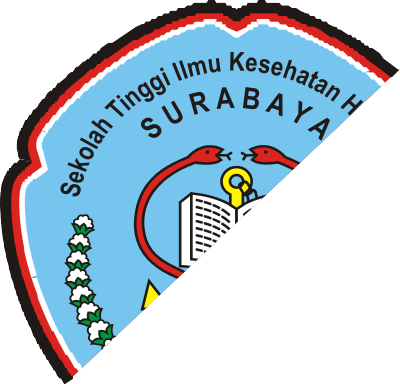 Sekolah Tinggi Ilmu Kesehatan
SURABAYA